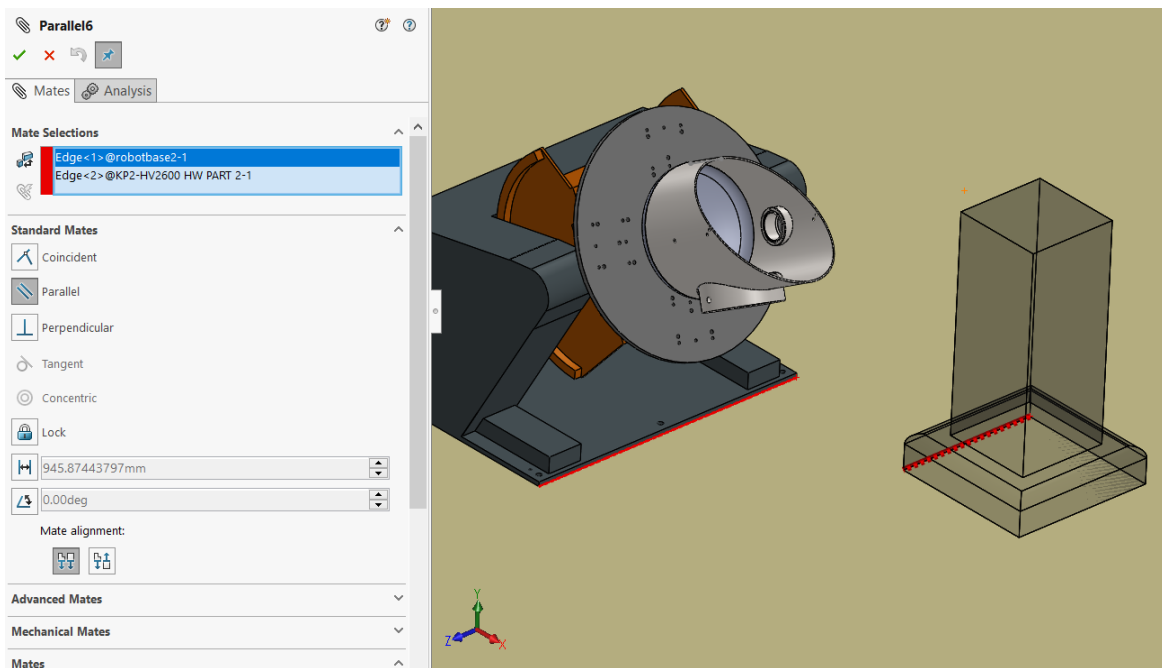 Parallel6
Mates
Analysis
Mate Selections
Edge<1>@robotbase2-1
Edge<2>@KP2-HV2600 HW PART 2-1
Standard Mates
Coincident
Parallel
Perpendicular
Tangent
Concentric
Lock
945.87443797mm
0.00deg
Mate alignment:
Advanced Mates
Mechanical Mates
Mates
Y
Z
X